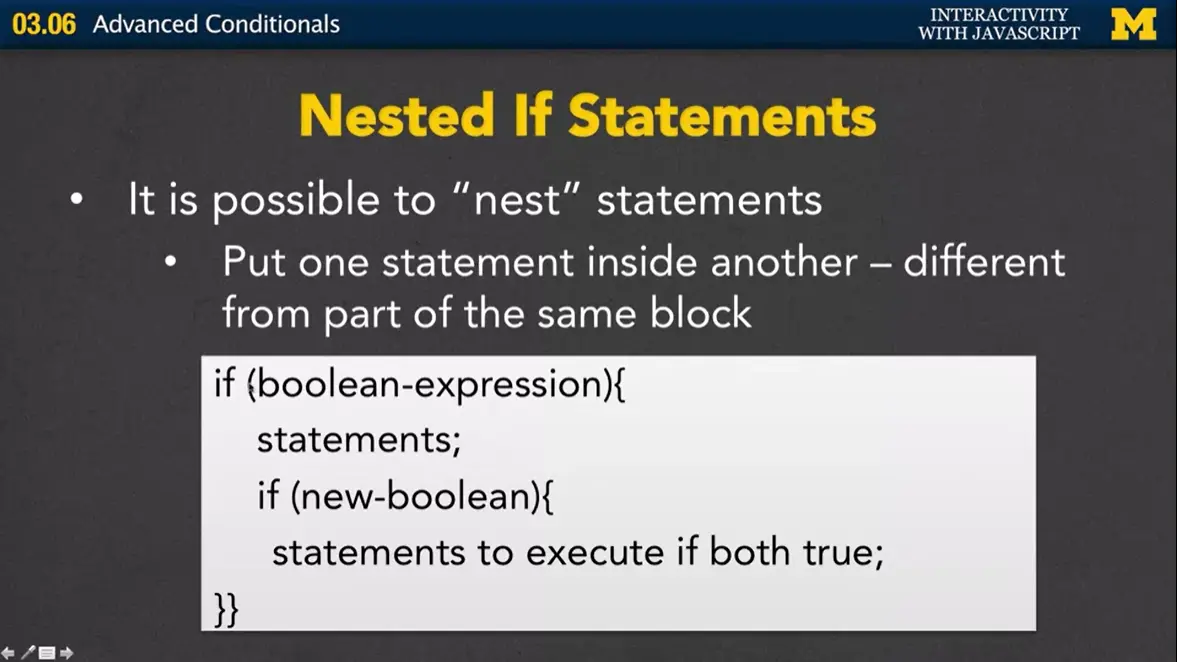 03.06 Advanced Conditionals
INTERACTIVITY
WITH JAVASCRIPT
M
Nested If Statements
• It is possible to “nest” statements
• Put one statement inside another – different
from part of the same block
if (boolean-expression){
statements;
if (new-boolean){
statements to execute if both true;
}}